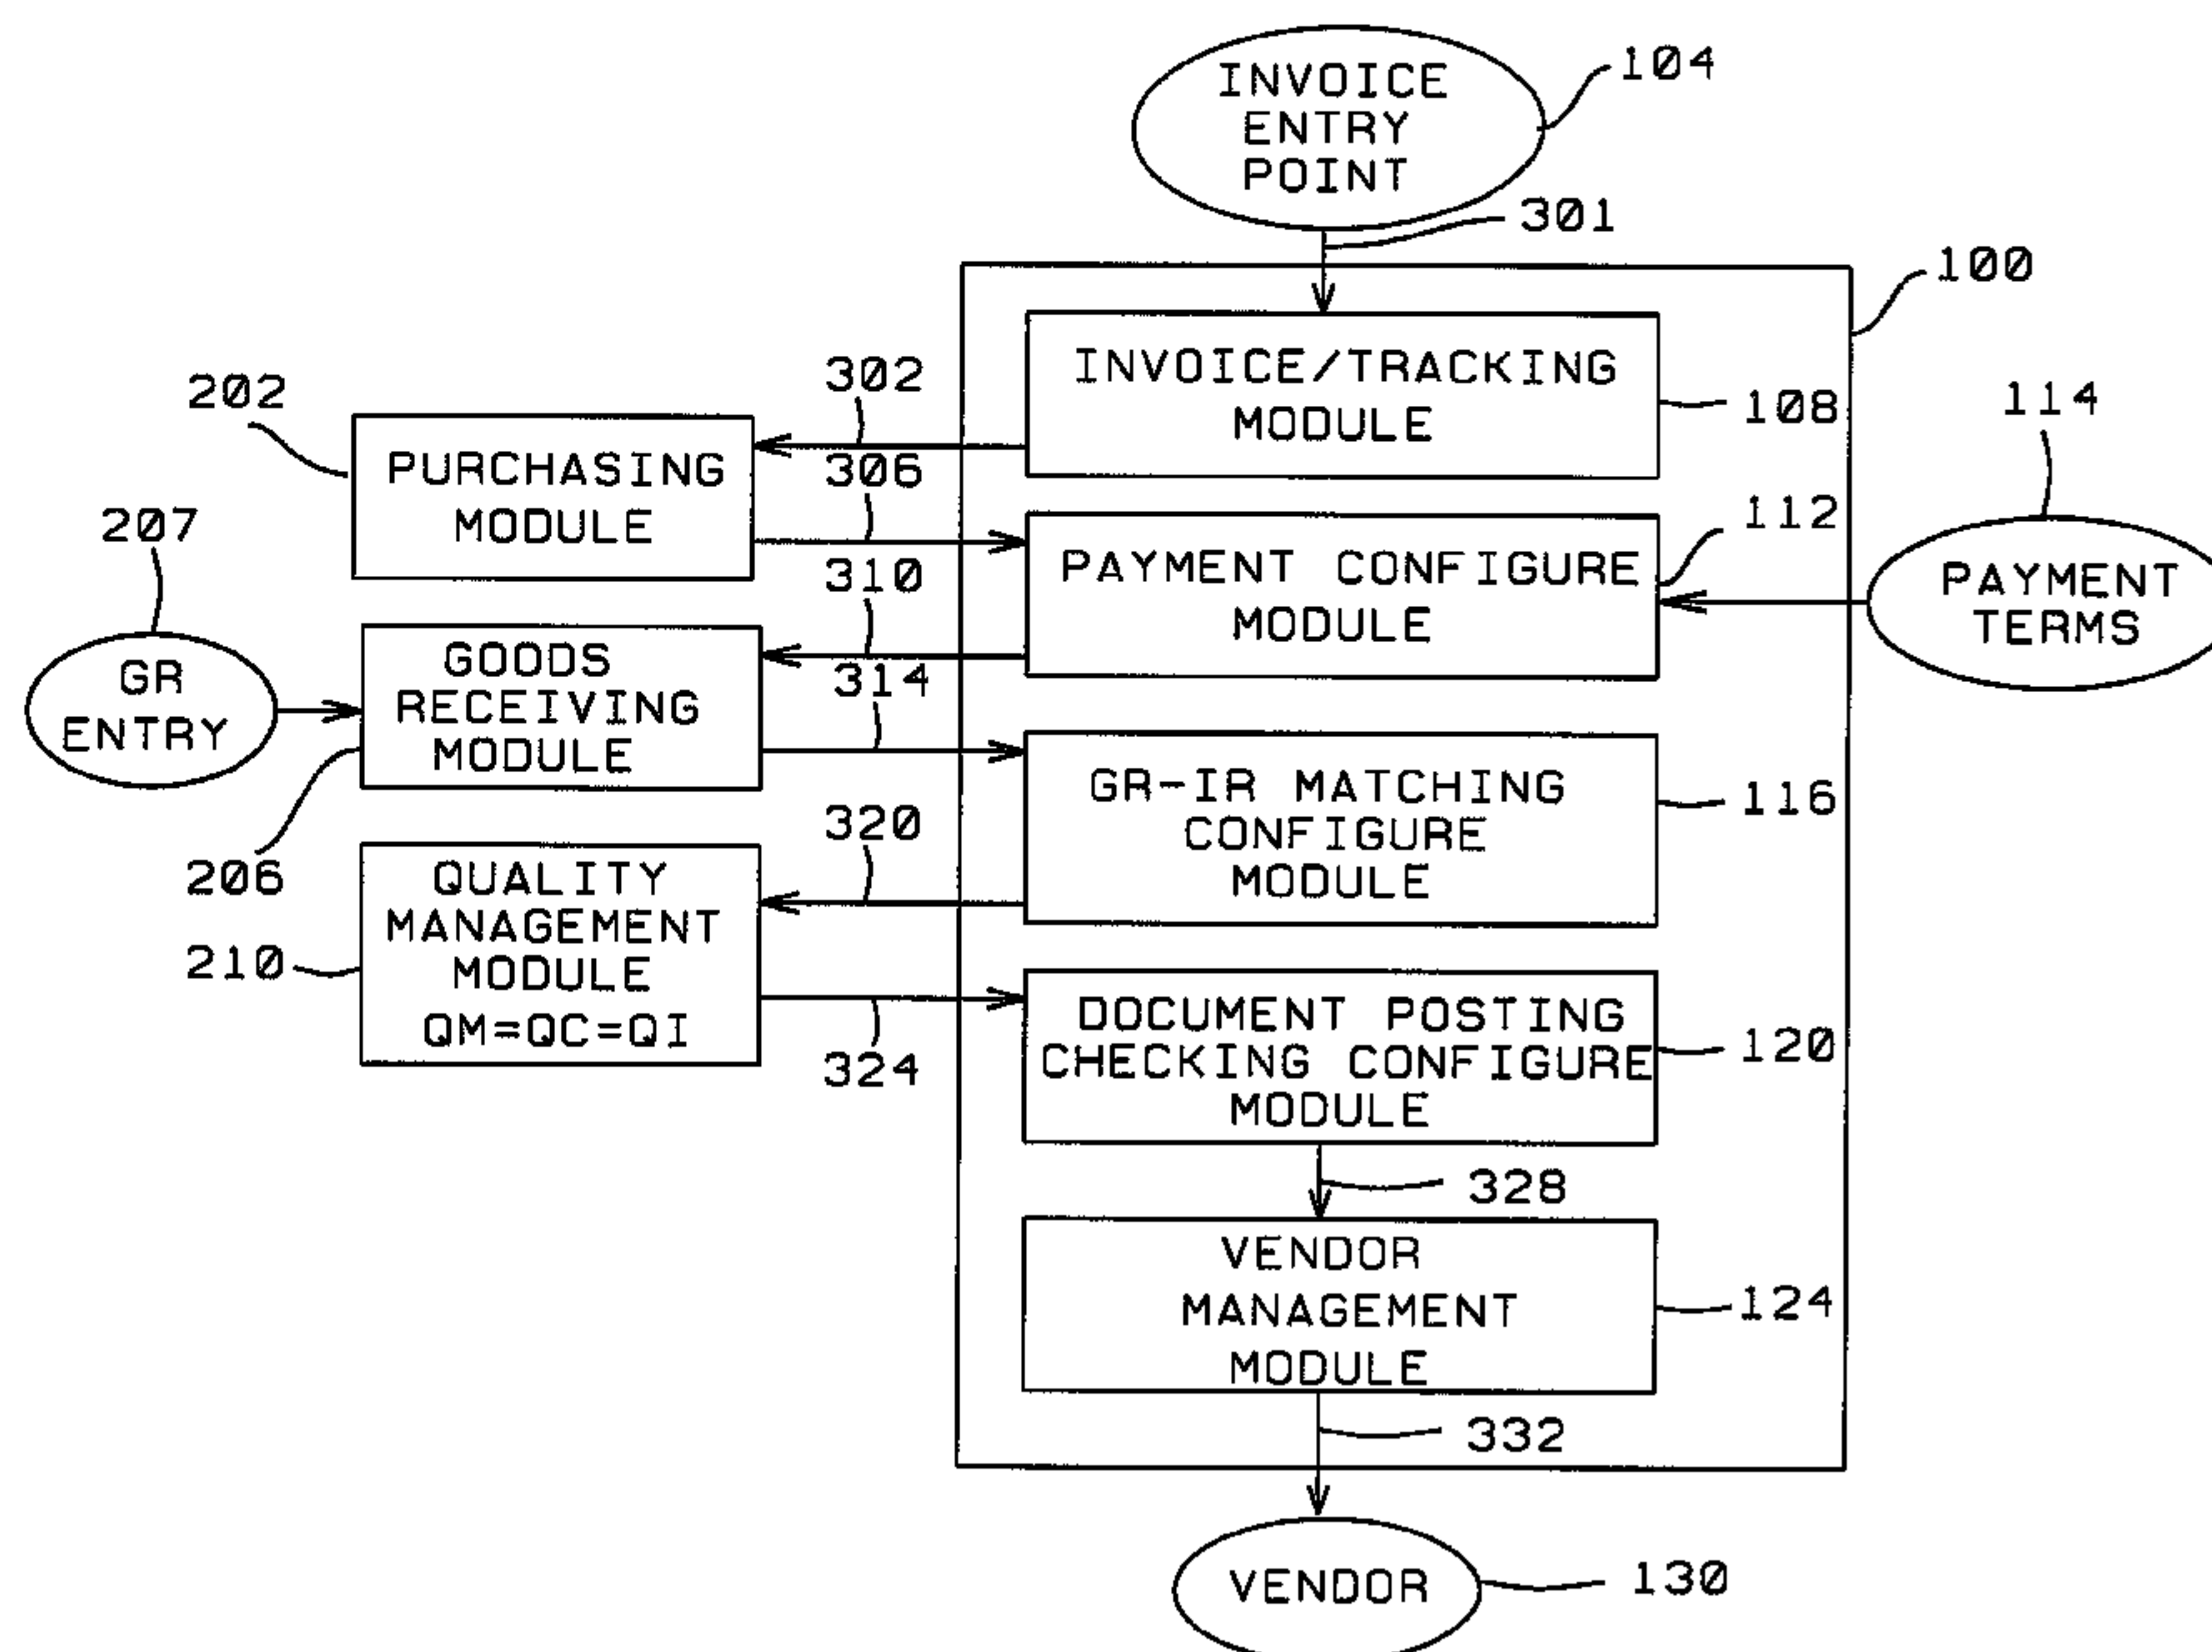 INVOICE
ENTRY
POINT
104
301
100
INVOICE/TRACKING
MODULE
108
302
202
PURCHASING
MODULE
306
114
112
PAYMENT CONFIGURE
MODULE
PAYMENT
TERMS
207
310
GR
ENTRY
GOODS
RECEIVING
MODULE
314
206
GR-IR MATCHING
CONFIGURE
MODULE
116
320
QUALITY
MANAGEMENT
MODULE
QM=QC=QI
210
324
DOCUMENT POSTING
CHECKING CONFIGURE
MODULE
120
328
VENDOR
MANAGEMENT
MODULE
124
332
VENDOR
130